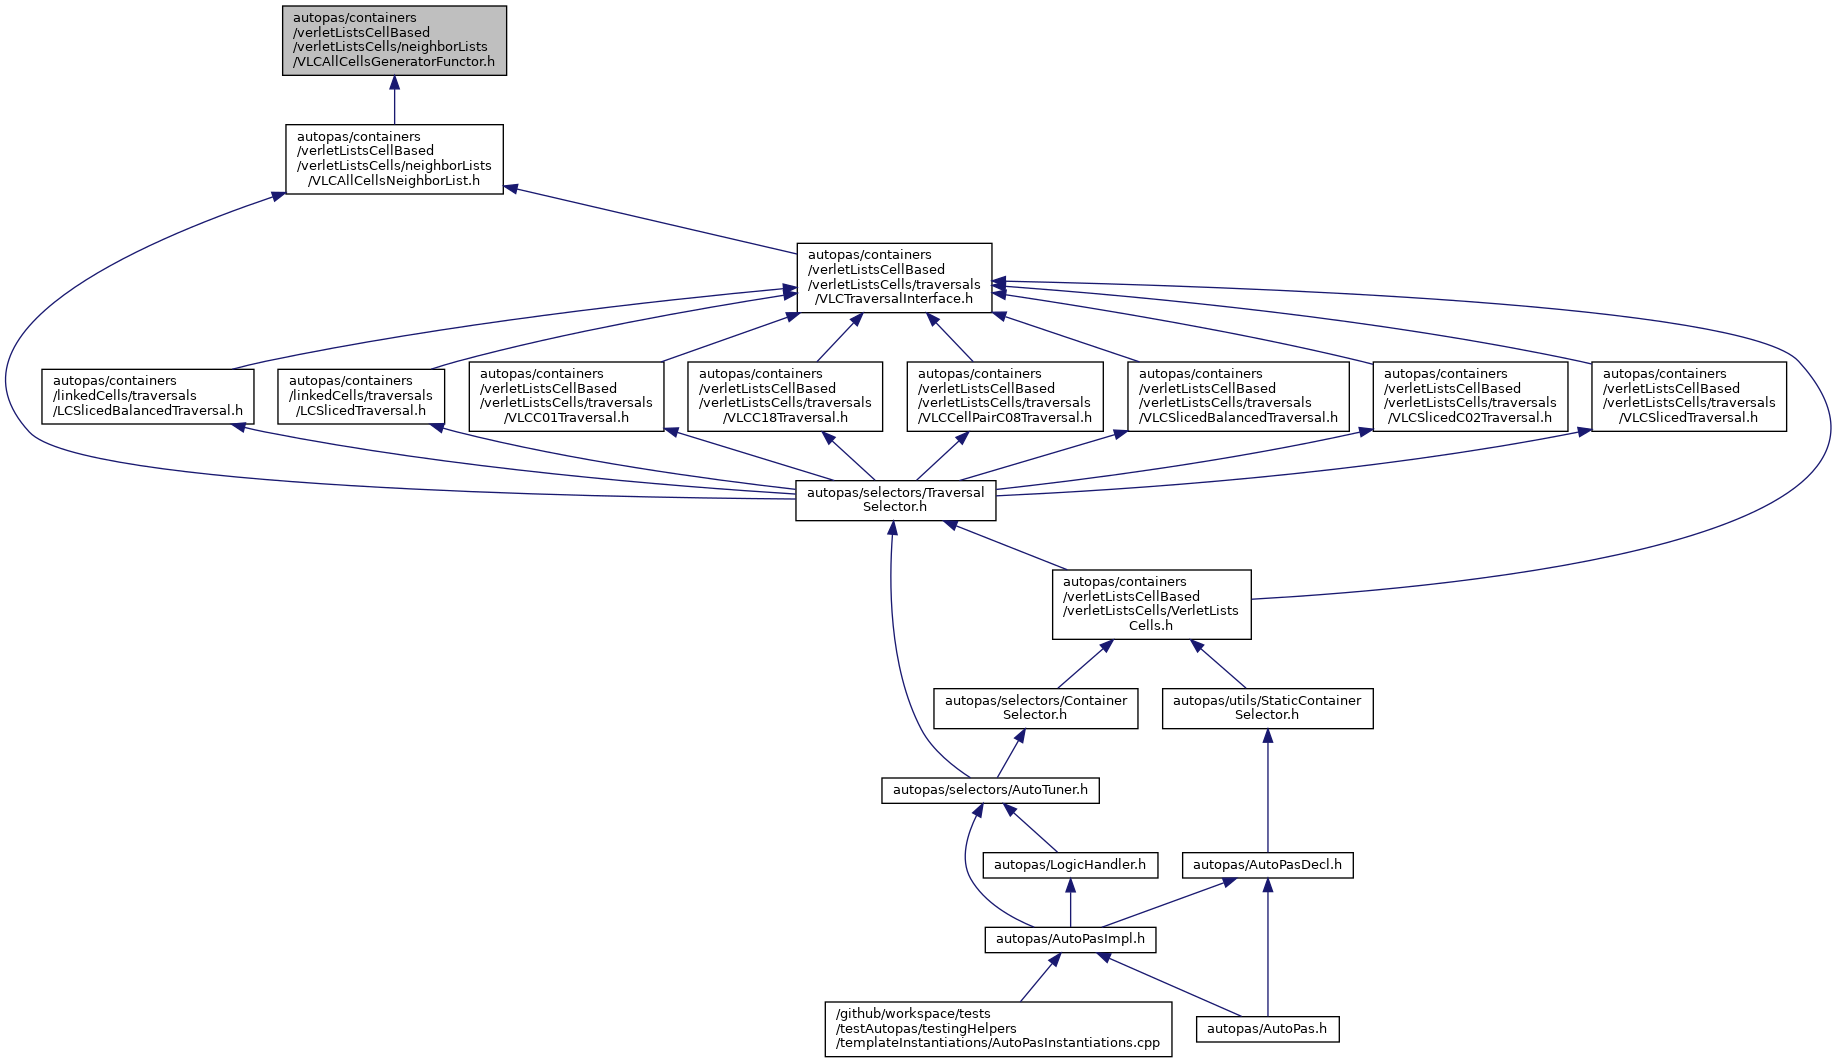 autopas/containers
/verletListsCellBased
/verletListsCells/neighborLists
/VLCAllCellsGeneratorFunctor.h
autopas/containers
/verletListsCellBased
/verletListsCells/neighborLists
/VLCAllCellsNeighborList.h
autopas/containers
/verletListsCellBased
/verletListsCells/traversals
/VLCTraversalInterface.h
autopas/containers
/linkedCells/traversals
/LCSlicedBalancedTraversal.h
autopas/containers
/linkedCells/traversals
/LCSlicedTraversal.h
autopas/containers
/verletListsCellBased
/verletListsCells/traversals
/VLCC01Traversal.h
autopas/containers
/verletListsCellBased
/verletListsCells/traversals
/VLCC18Traversal.h
autopas/containers
/verletListsCellBased
/verletListsCells/traversals
/VLCCellPairC08Traversal.h
autopas/containers
/verletListsCellBased
/verletListsCells/traversals
/VLCSlicedBalancedTraversal.h
autopas/containers
/verletListsCellBased
/verletListsCells/traversals
/VLCSlicedC02Traversal.h
autopas/containers
/verletListsCellBased
/verletListsCells/traversals
/VLCSlicedTraversal.h
autopas/selectors/Traversal
Selector.h
autopas/containers
/verletListsCellBased
/verletListsCells/VerletLists
Cells.h
autopas/selectors/Container
Selector.h
autopas/utils/StaticContainer
Selector.h
autopas/selectors/AutoTuner.h
autopas/LogicHandler.h
autopas/AutoPasDecl.h
autopas/AutoPasImpl.h
/github/workspace/tests
/testAutopas/testingHelpers
/templateInstantiations/AutoPasInstantiations.cpp
autopas/AutoPas.h